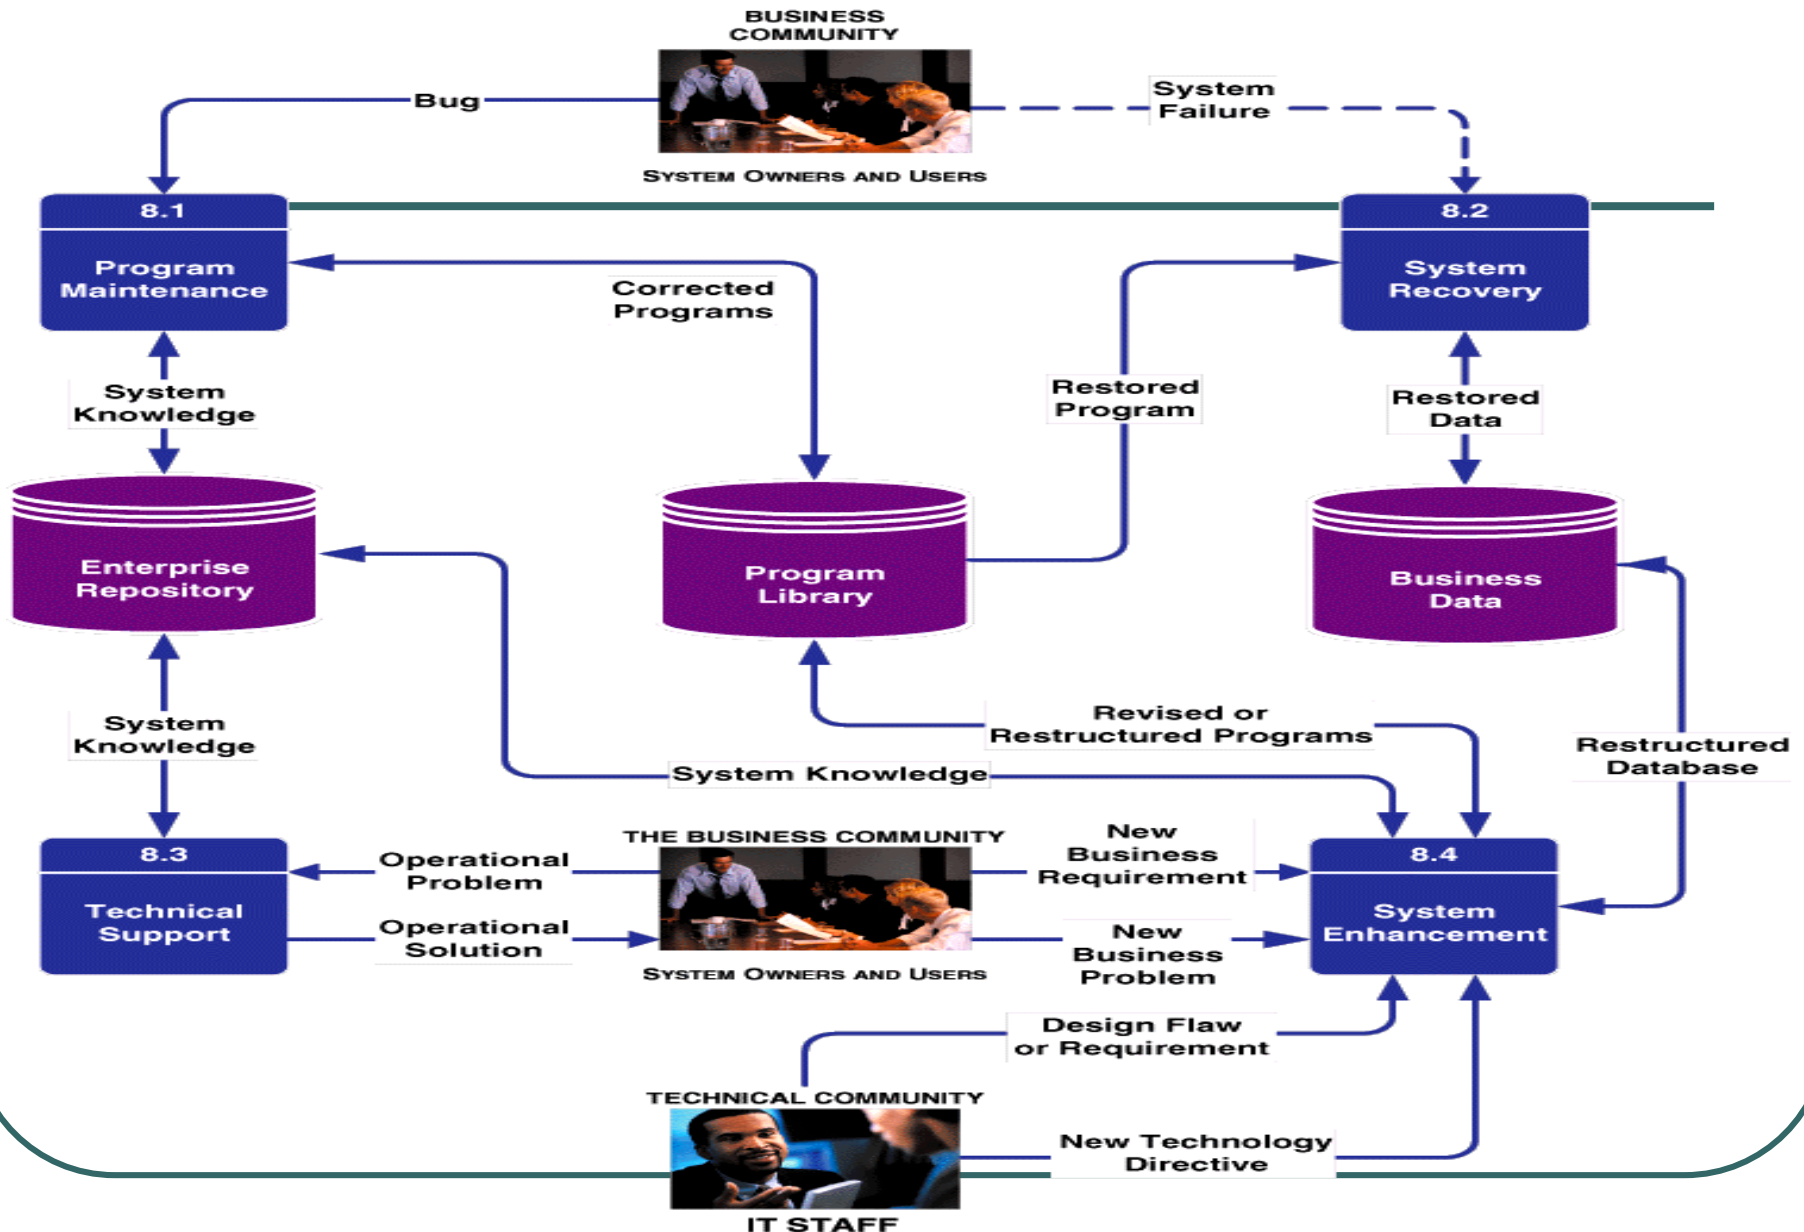 BUSINESS
COMMUNITY
Bug
System
Failure
SYSTEM OWNERS AND USERS
8.1
Program
Maintenance
8.2
System
Recovery
Corrected
Programs
System
Knowledge
Restored
Program
Restored
Data
Enterprise
Repository
Program
Library
Business
Data
System
Knowledge
Revised or
Restructured Programs
Restructured
Database
System Knowledge
8.3
Technical
Support
Operational
Problem
Operational
Solution
THE BUSINESS COMMUNITY
SYSTEM OWNERS AND USERS
New
Business
Requirement
New
Business
Problem
8.4
System
Enhancement
Design Flaw
or Requirement
TECHNICAL COMMUNITY
New Technology
Directive
IT STAFF